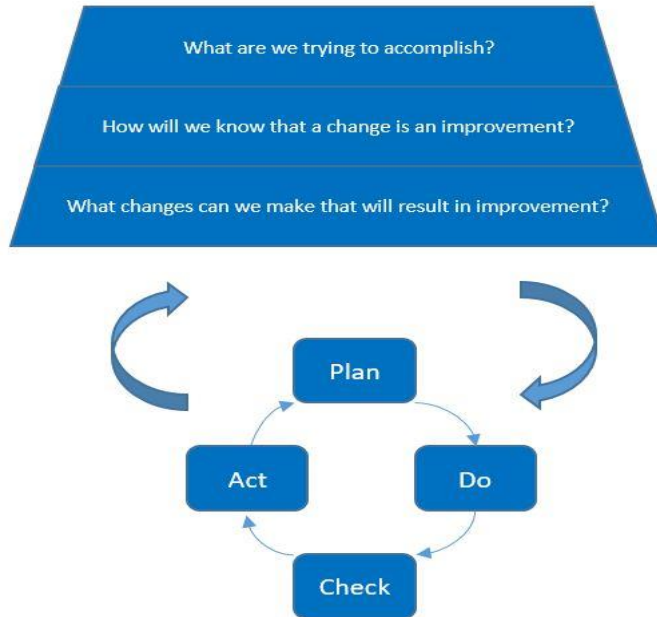 What are we trying to accomplish?
How will we know that a change is an improvement?
What changes can we make that will result in improvement?
Plan
Act
Do
Check